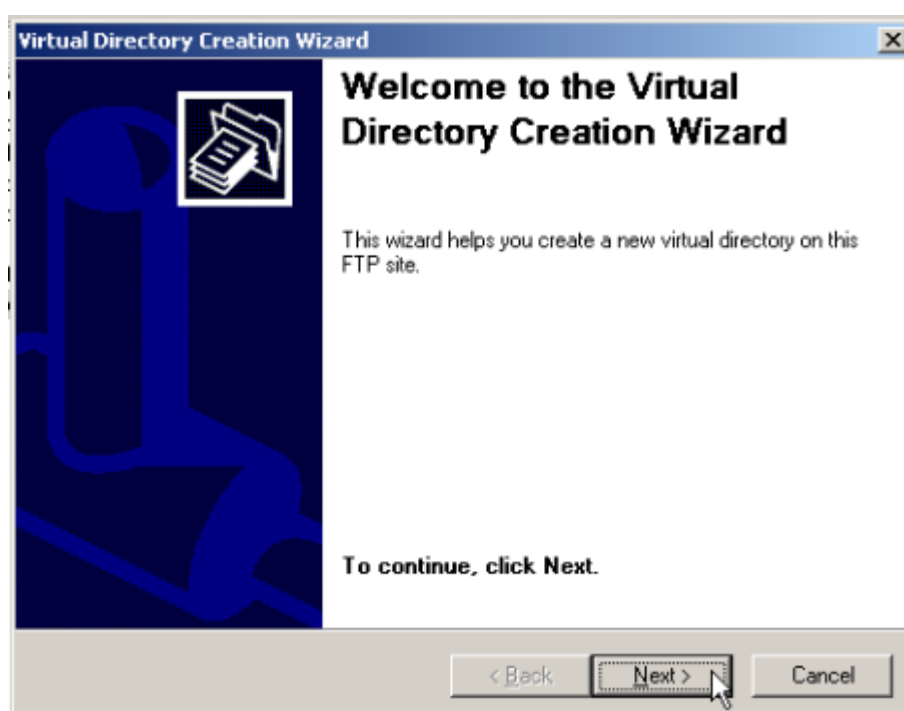 Virtual Directory Creation Wizard
Welcome to the Virtual
Directory Creation Wizard
This wizard helps you create a new virtual directory on this
FTP site.
To continue, click Next.
< Back
Next >
Cancel